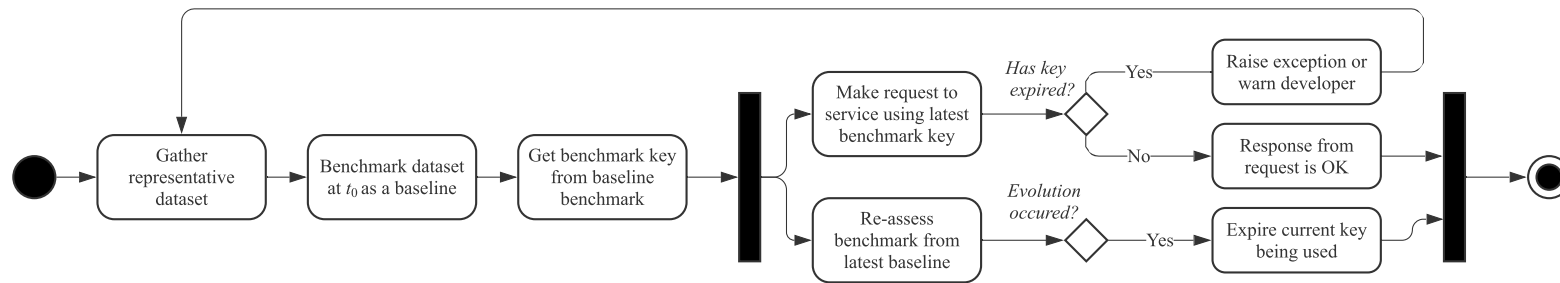 Gather
representative
dataset
Benchmark dataset
at t₀ as a baseline
Get benchmark key
from baseline
benchmark
Make request to
service using latest
benchmark key
Has key
expired?
Yes
Raise exception or
warn developer
No
Response from
request is OK
Re-assess
benchmark from
latest baseline
Evolution
occured?
Yes
Expire current key
being used